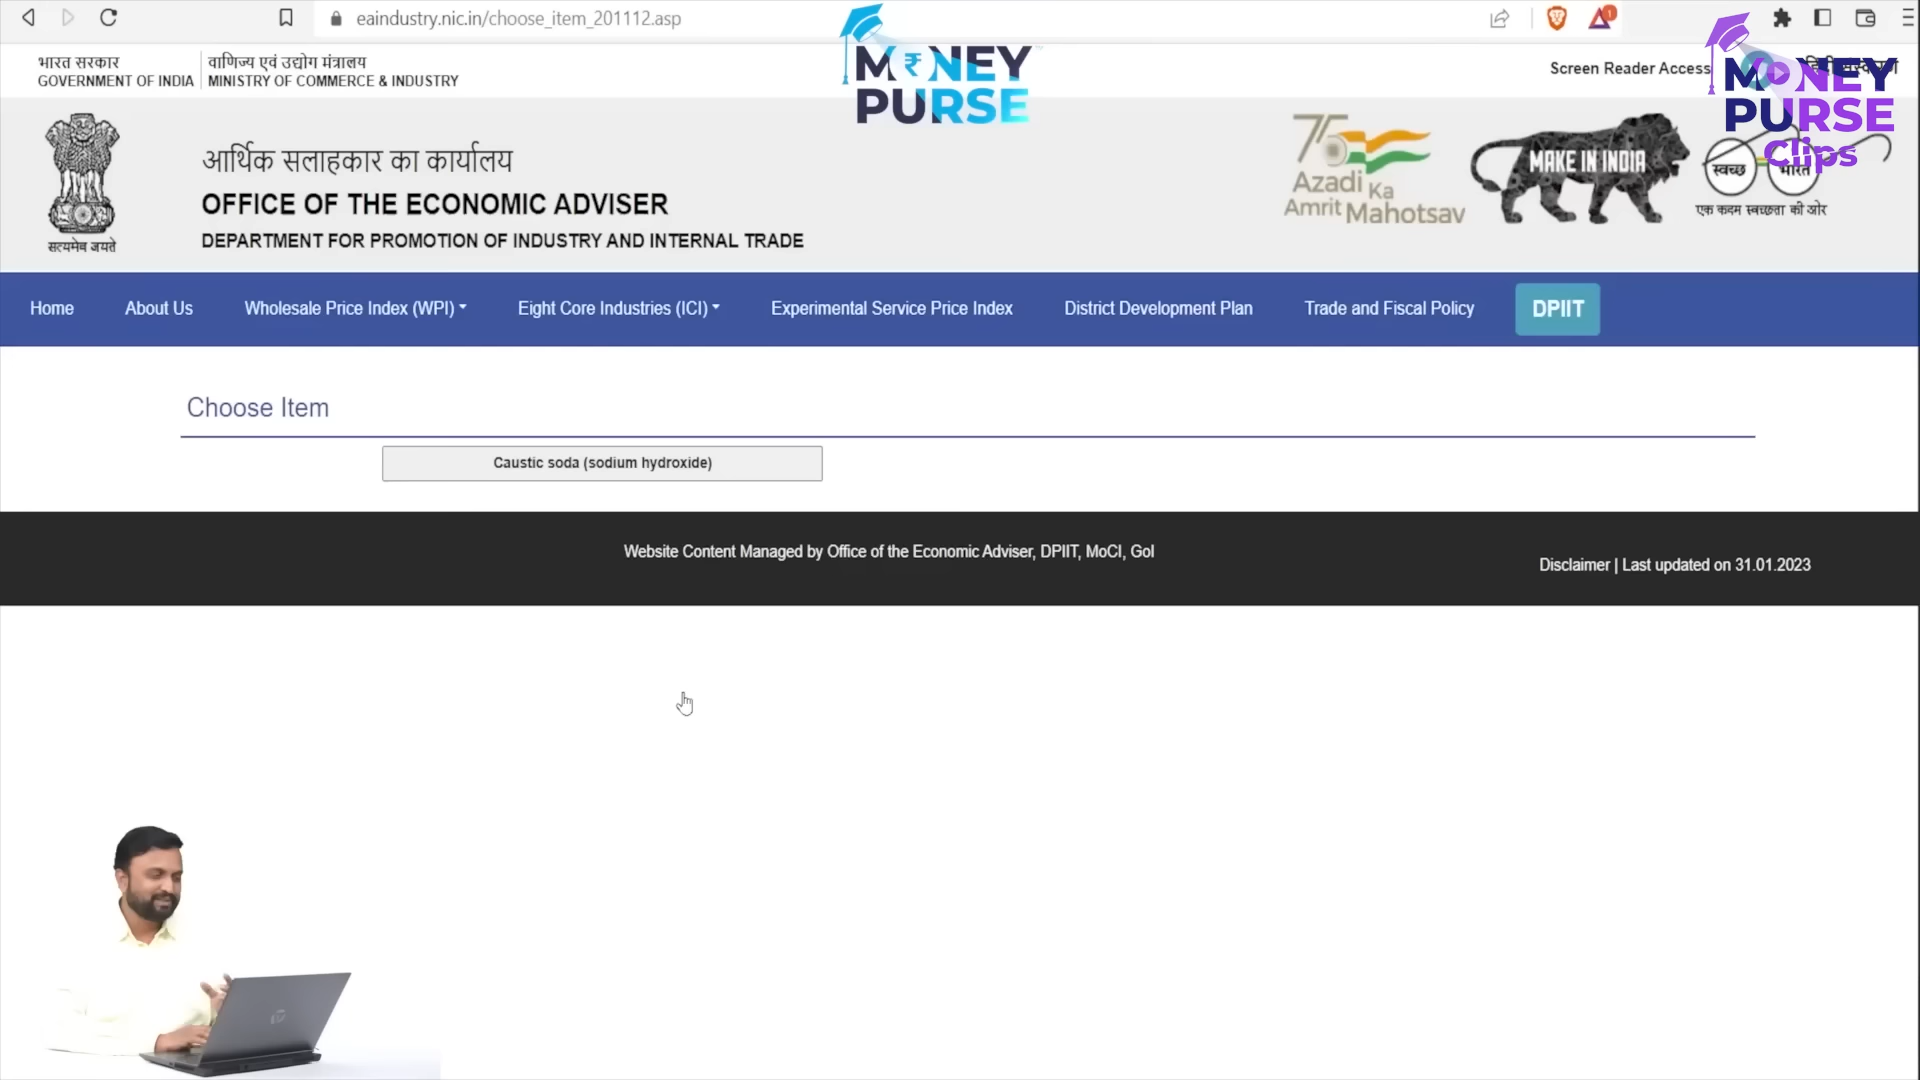 eaindustry.nic.in/choose_item_201112.asp
भारत सरकार
GOVERNMENT OF INDIA
वाणिज्य एवं उद्योग मंत्रालय
MINISTRY OF COMMERCE & INDUSTRY
MONEY
PURSE
Screen Reader Access
MONEY
PURSE
Clips
सत्यमेव जयते
आर्थिक सलाहकार का कार्यालय
OFFICE OF THE ECONOMIC ADVISER
DEPARTMENT FOR PROMOTION OF INDUSTRY AND INTERNAL TRADE
75
Azadi Ka
Amrit Mahotsav
MAKE IN INDIA
स्वच्छ भारत
एक कदम स्वच्छता की ओर
Home About Us Wholesale Price Index (WPI) Eight Core Industries (ICI) Experimental Service Price Index District Development Plan Trade and Fiscal Policy DPIIT
Choose Item
Caustic soda (sodium hydroxide)
Website Content Managed by Office of the Economic Adviser, DPIIT, MoCI, GoI
Disclaimer | Last updated on 31.01.2023